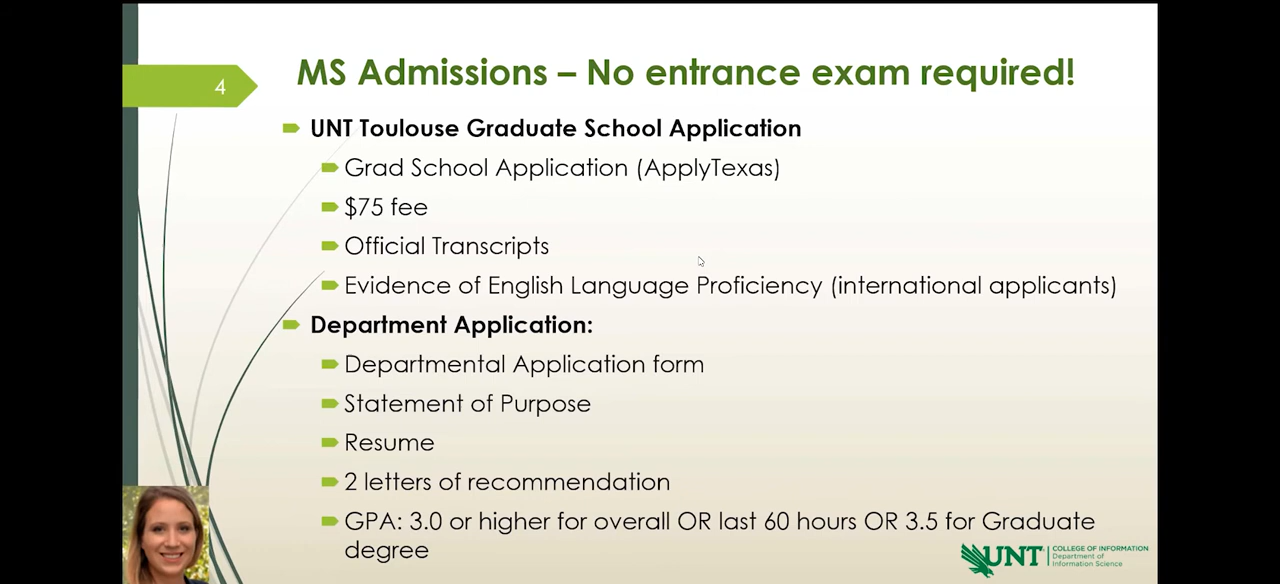 4
MS Admissions – No entrance exam required!
UNT Toulouse Graduate School Application
Grad School Application (ApplyTexas)
$75 fee
Official Transcripts
Evidence of English Language Proficiency (international applicants)
Department Application:
Departmental Application form
Statement of Purpose
Resume
2 letters of recommendation
GPA: 3.0 or higher for overall OR last 60 hours OR 3.5 for Graduate
degree
UNT
COLLEGE OF INFORMATION
Department of
Information Science